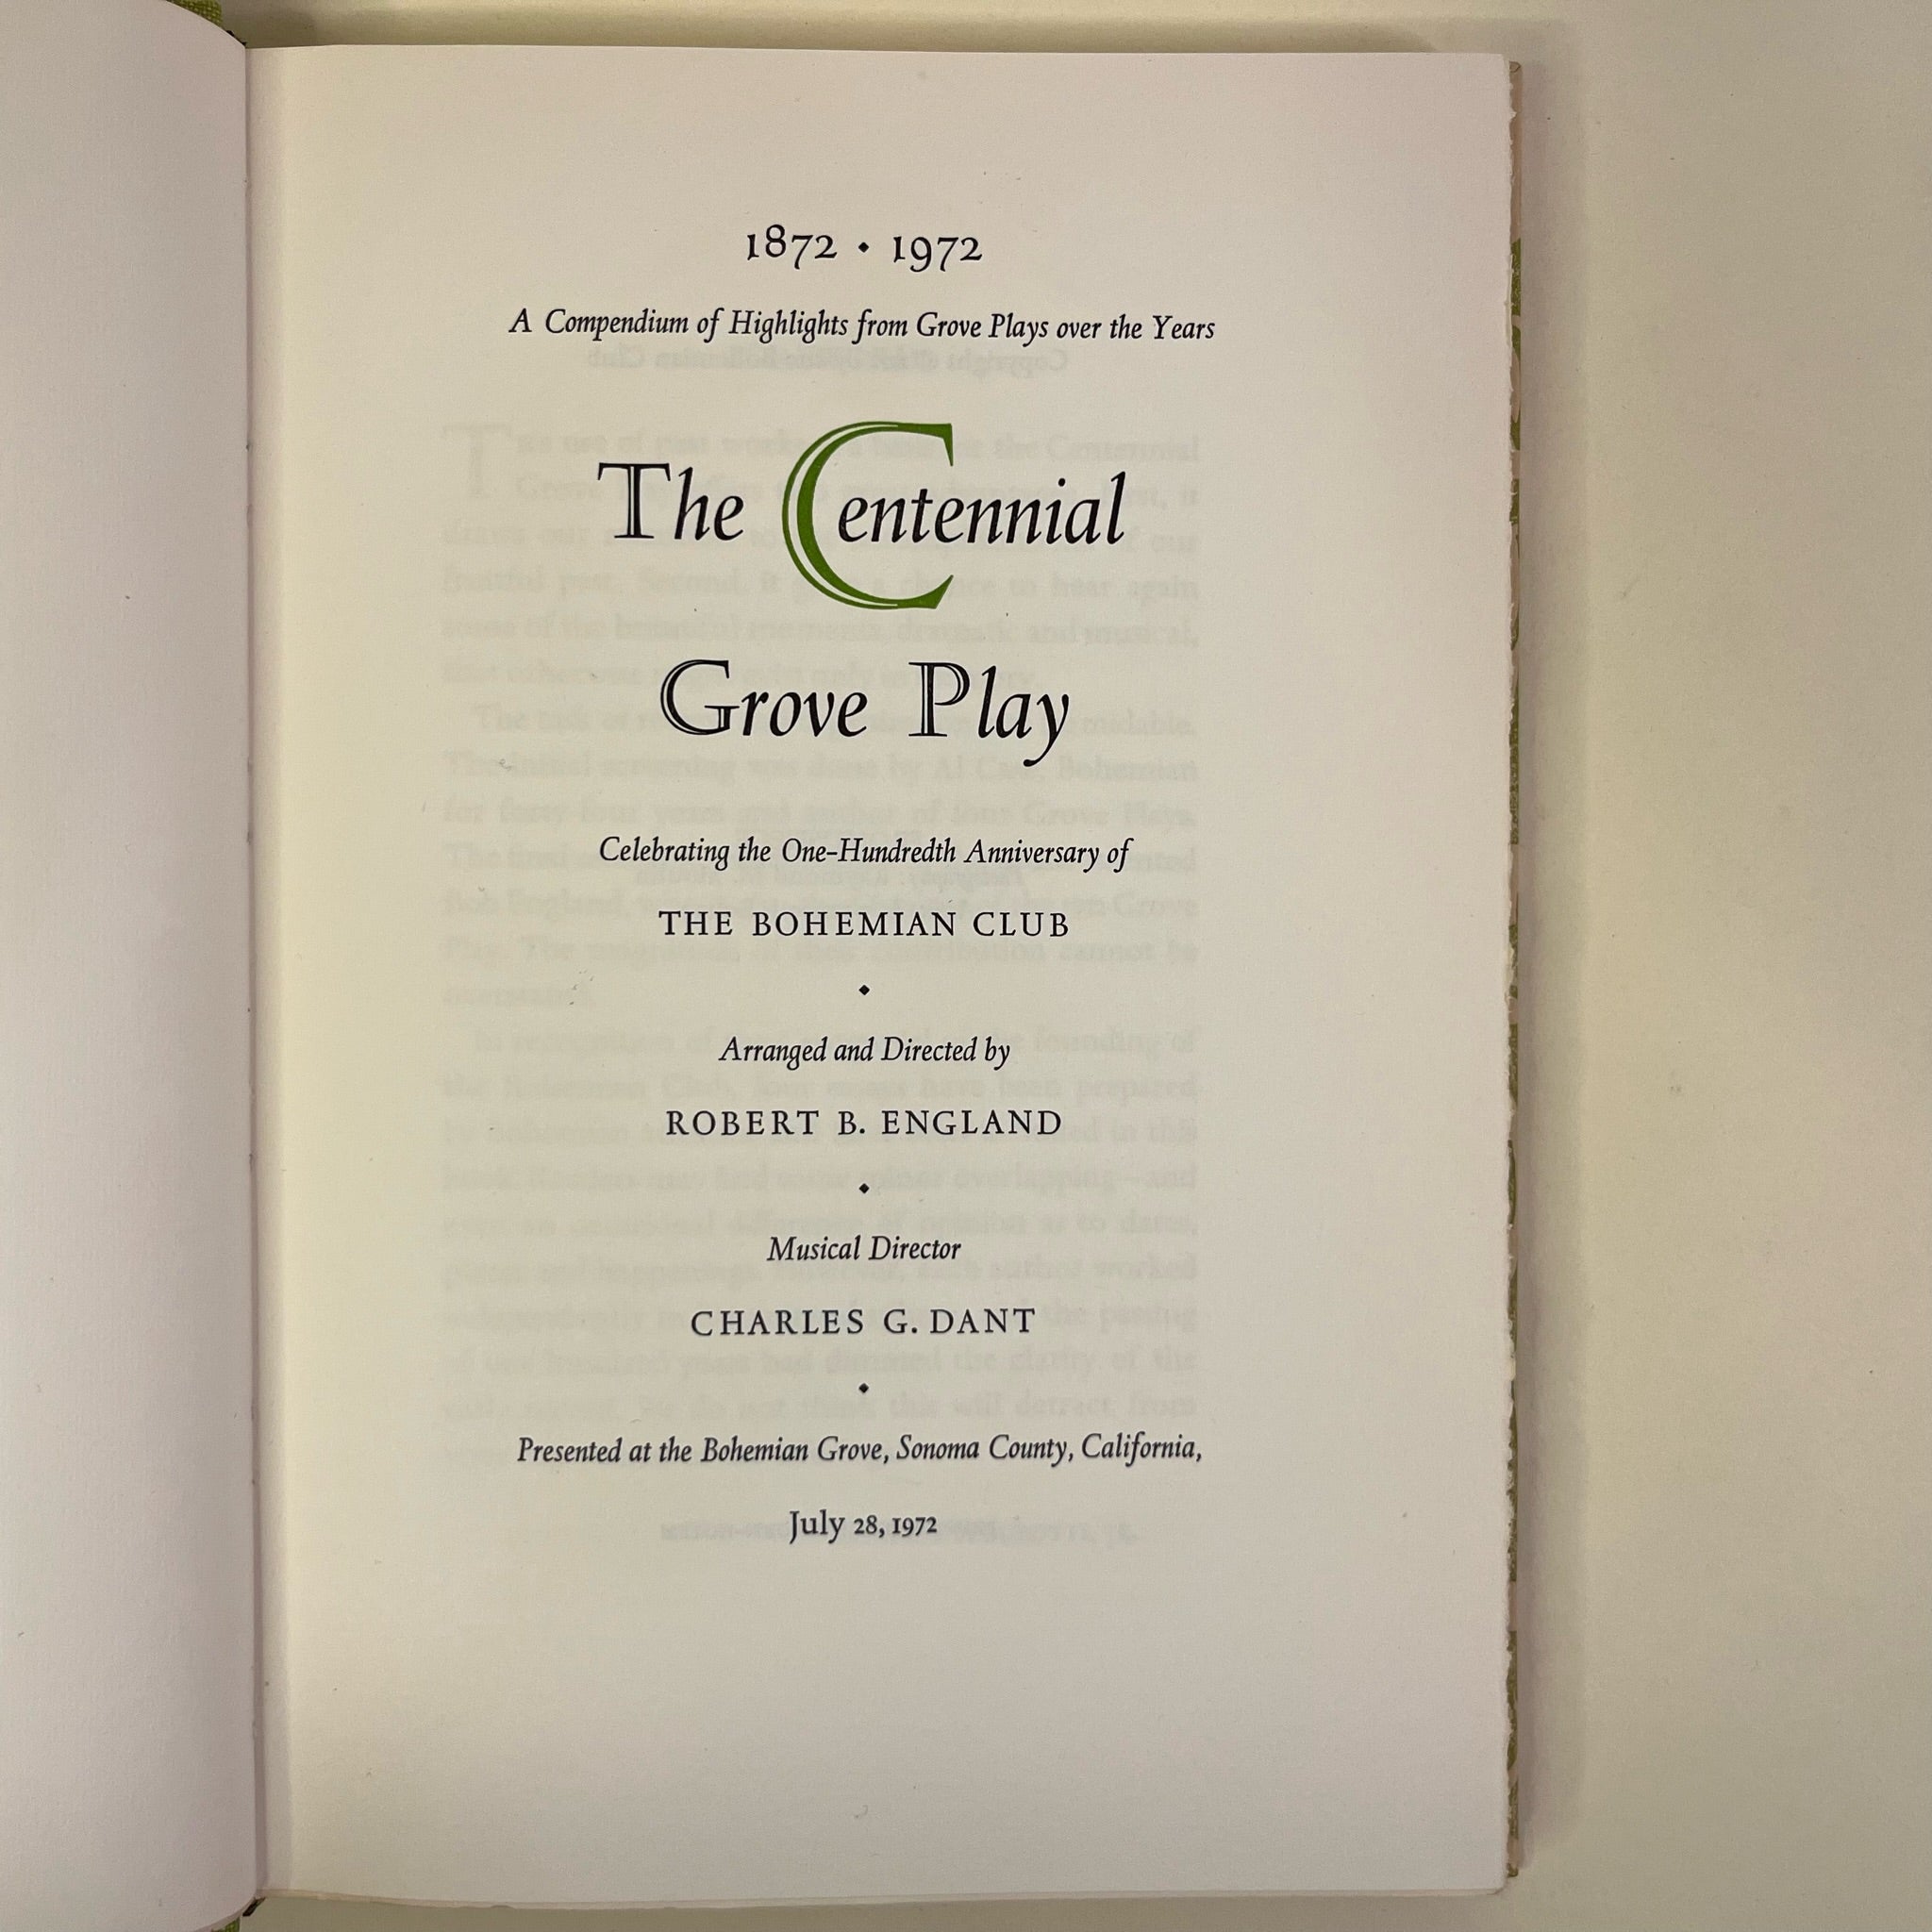 1872 · 1972
A Compendium of Highlights from Grove Plays over the Years
The Centennial
Grove Play
Celebrating the One-Hundredth Anniversary of
THE BOHEMIAN CLUB
Arranged and Directed by
ROBERT B. ENGLAND
Musical Director
CHARLES G. DANT
Presented at the Bohemian Grove, Sonoma County, California,
July 28, 1972